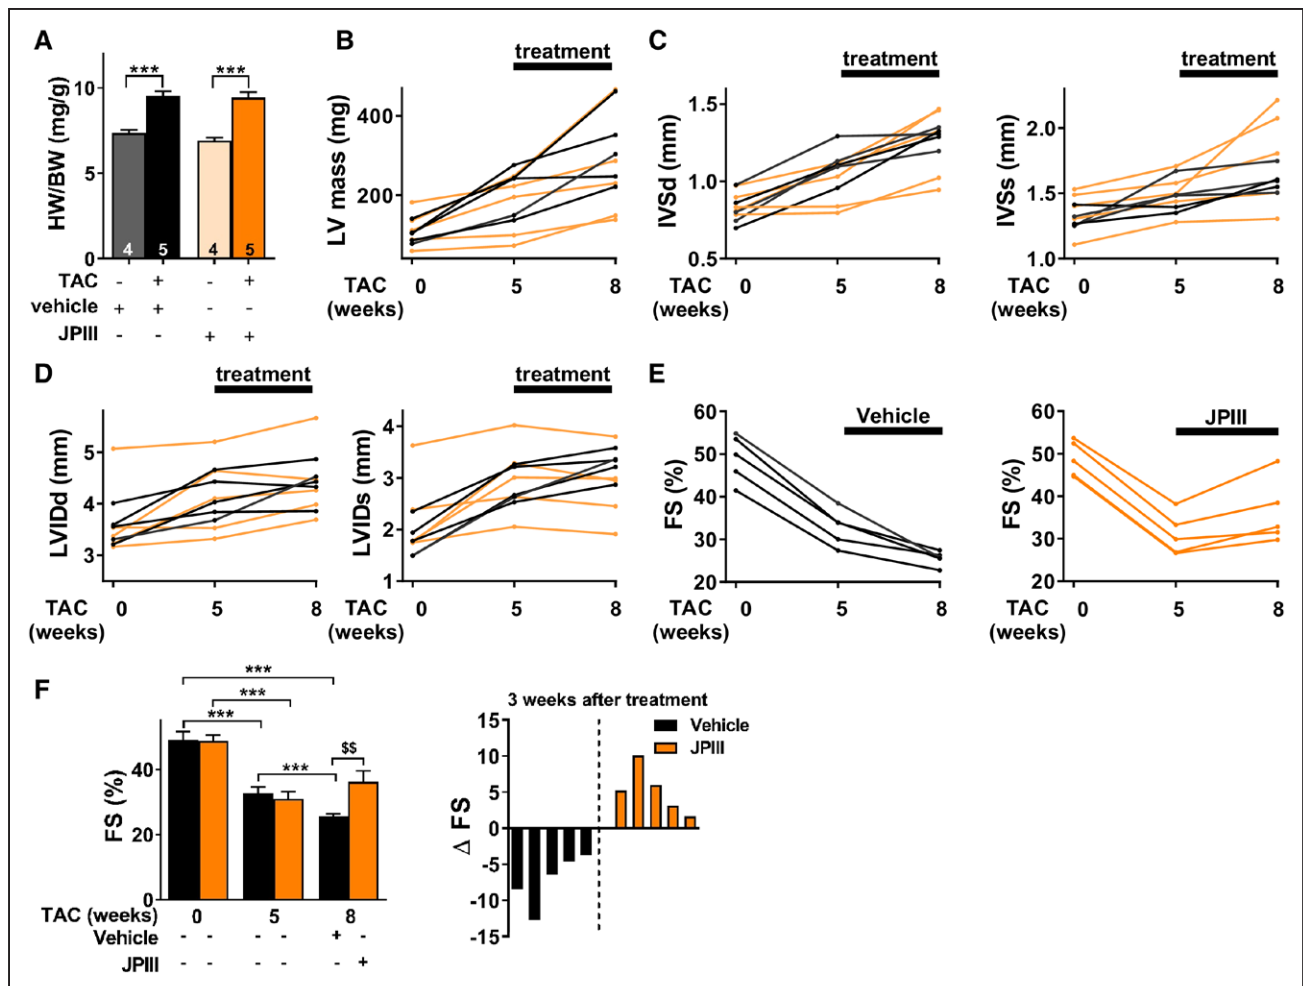 A
HW/BW (mg/g)
10
5
0
***
***
4
5
4
5
TAC - + - +
vehicle + + - -
JPIII - - + +
B
treatment
LV mass (mg)
400
200
TAC 0 5 8
(weeks)
C
treatment
IVSd (mm)
1.5
1.0
0.5
TAC 0 5 8
(weeks)
treatment
IVSs (mm)
2.0
1.5
1.0
TAC 0 5 8
(weeks)
D
treatment
LVIDd (mm)
5
4
3
TAC 0 5 8
(weeks)
treatment
LVIDs (mm)
4
3
2
1
TAC 0 5 8
(weeks)
E
Vehicle
FS (%)
60
50
40
30
20
TAC 0 5 8
(weeks)
JPIII
FS (%)
60
50
40
30
20
TAC 0 5 8
(weeks)
F
***
***
***
***
$$
FS (%)
40
20
0
TAC (weeks) 0 5 8
Vehicle - - - - + -
JPIII - - - - - +
3 weeks after treatment
Vehicle
JPIII
Δ FS
15
10
5
0
-5
-10
-15